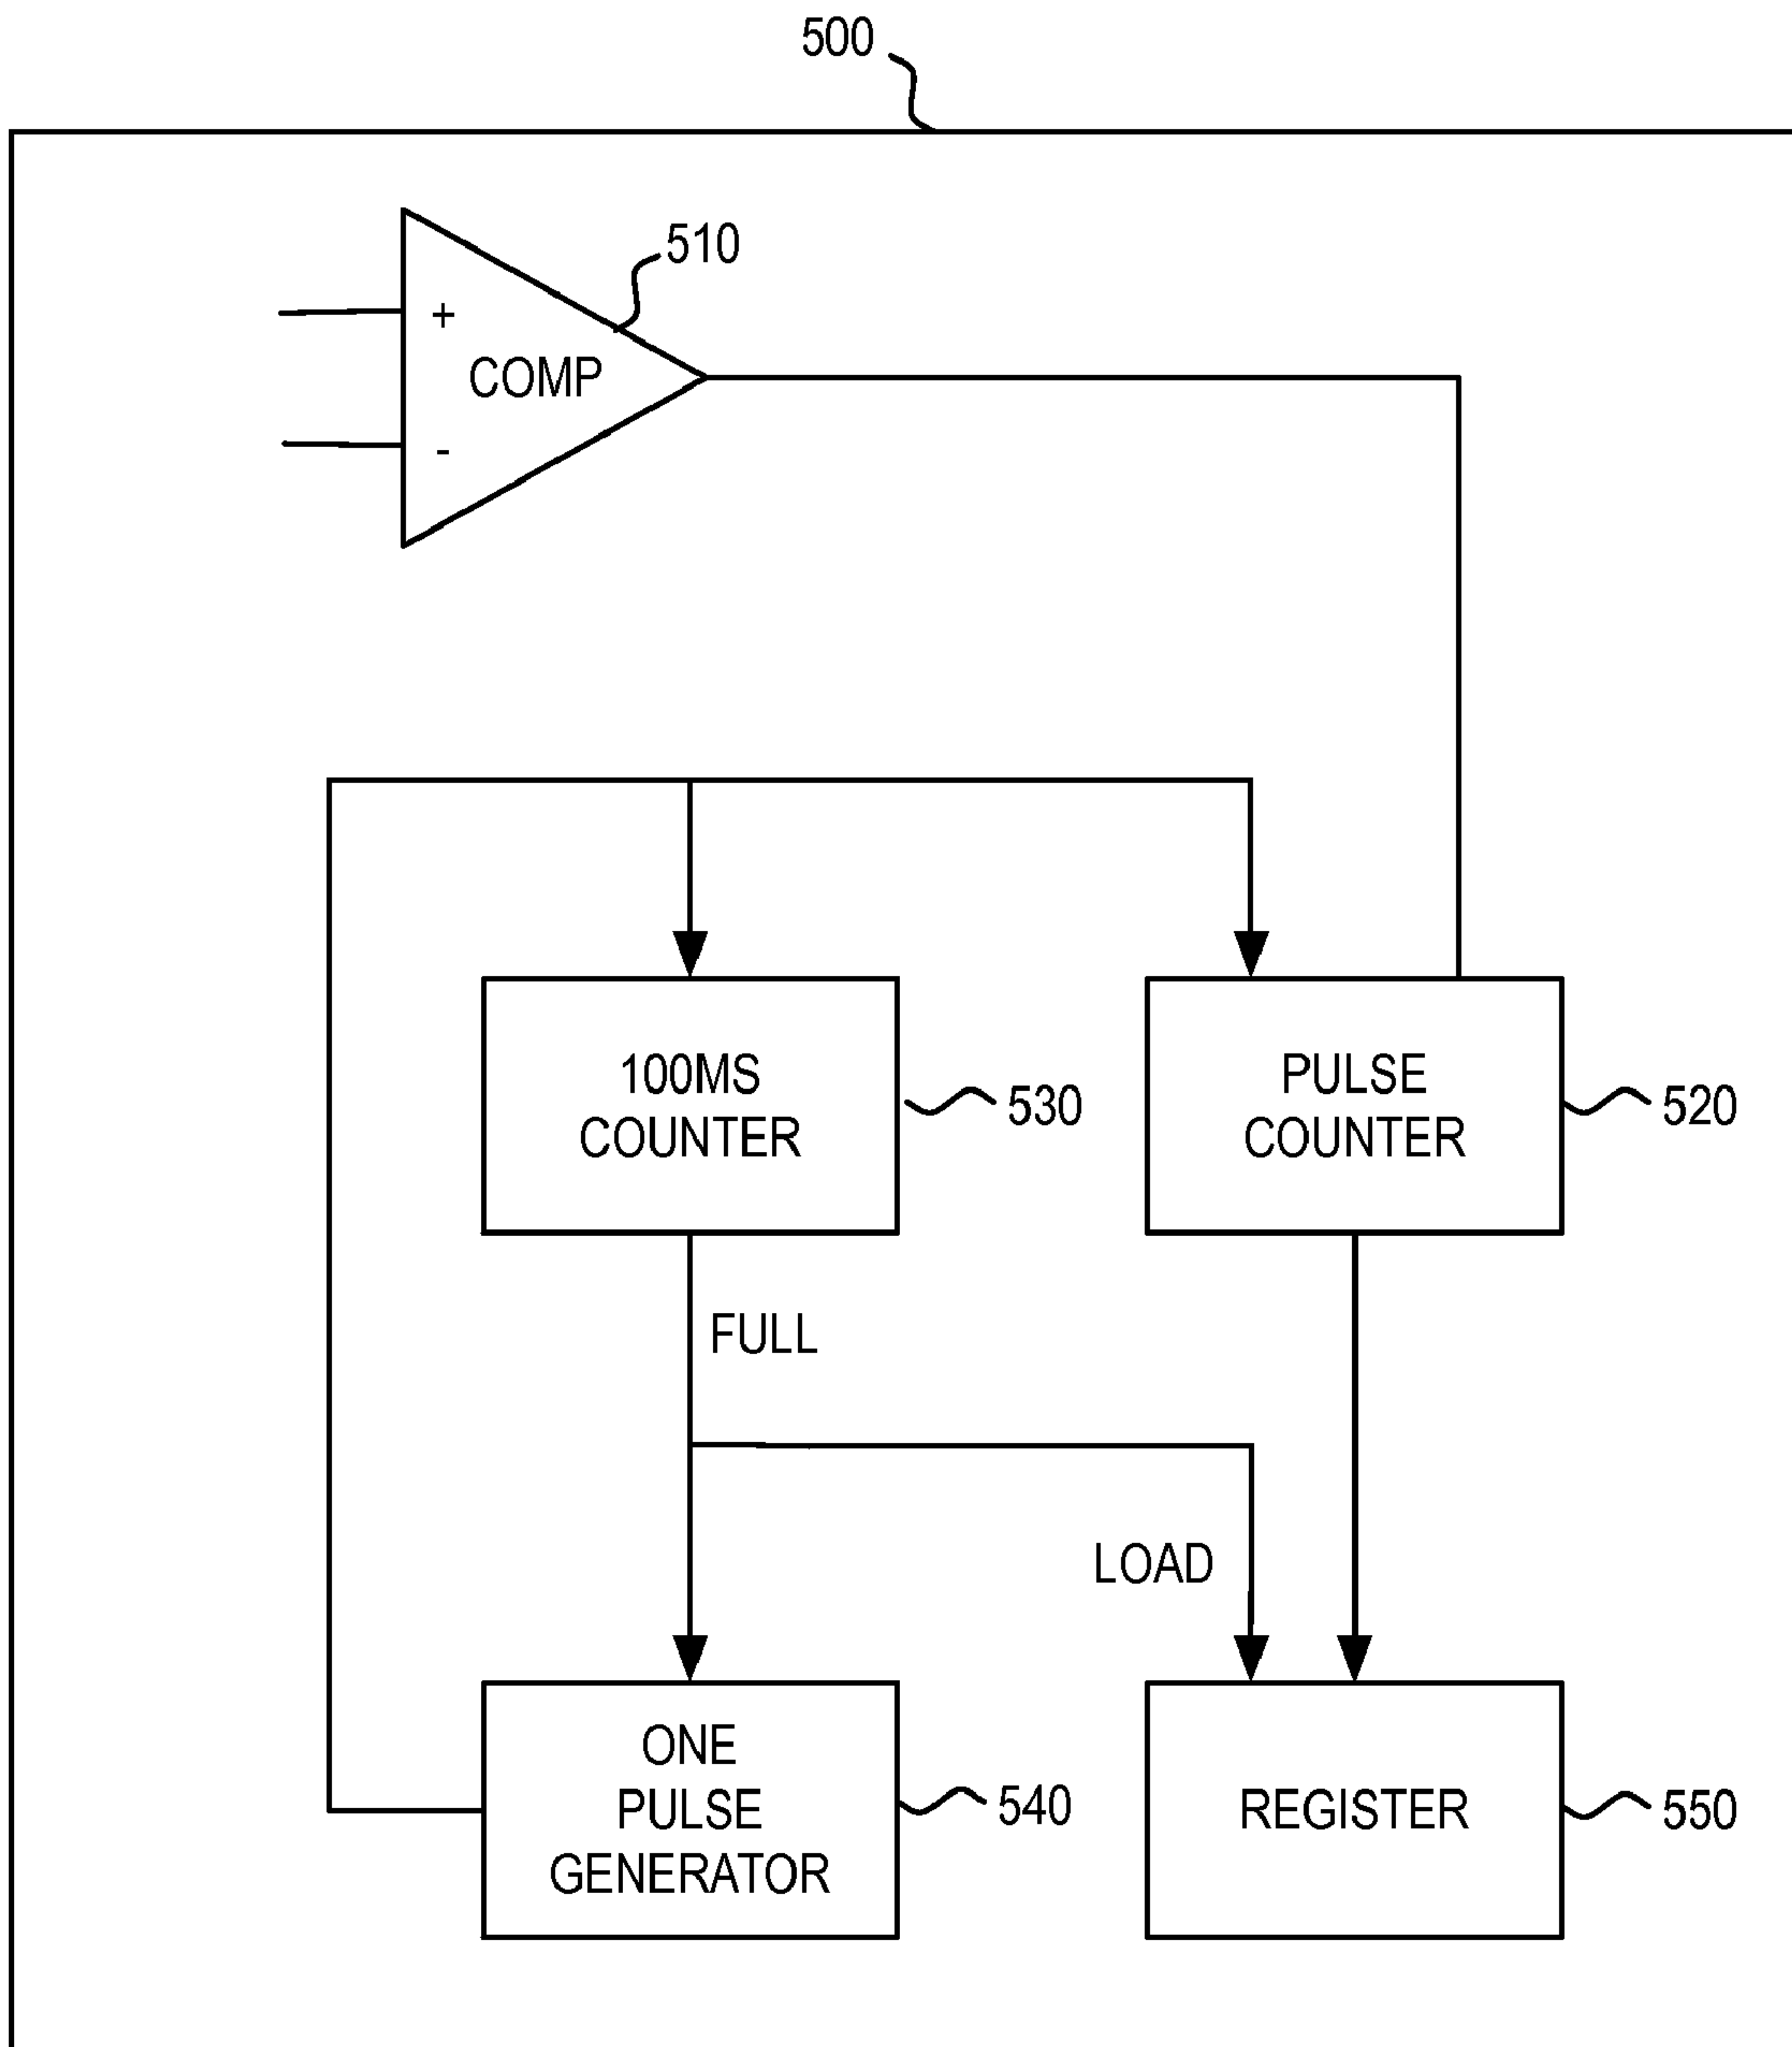 500
510
+
COMP
-
100MS
COUNTER
530
PULSE
COUNTER
520
FULL
LOAD
ONE
PULSE
GENERATOR
540
REGISTER
550